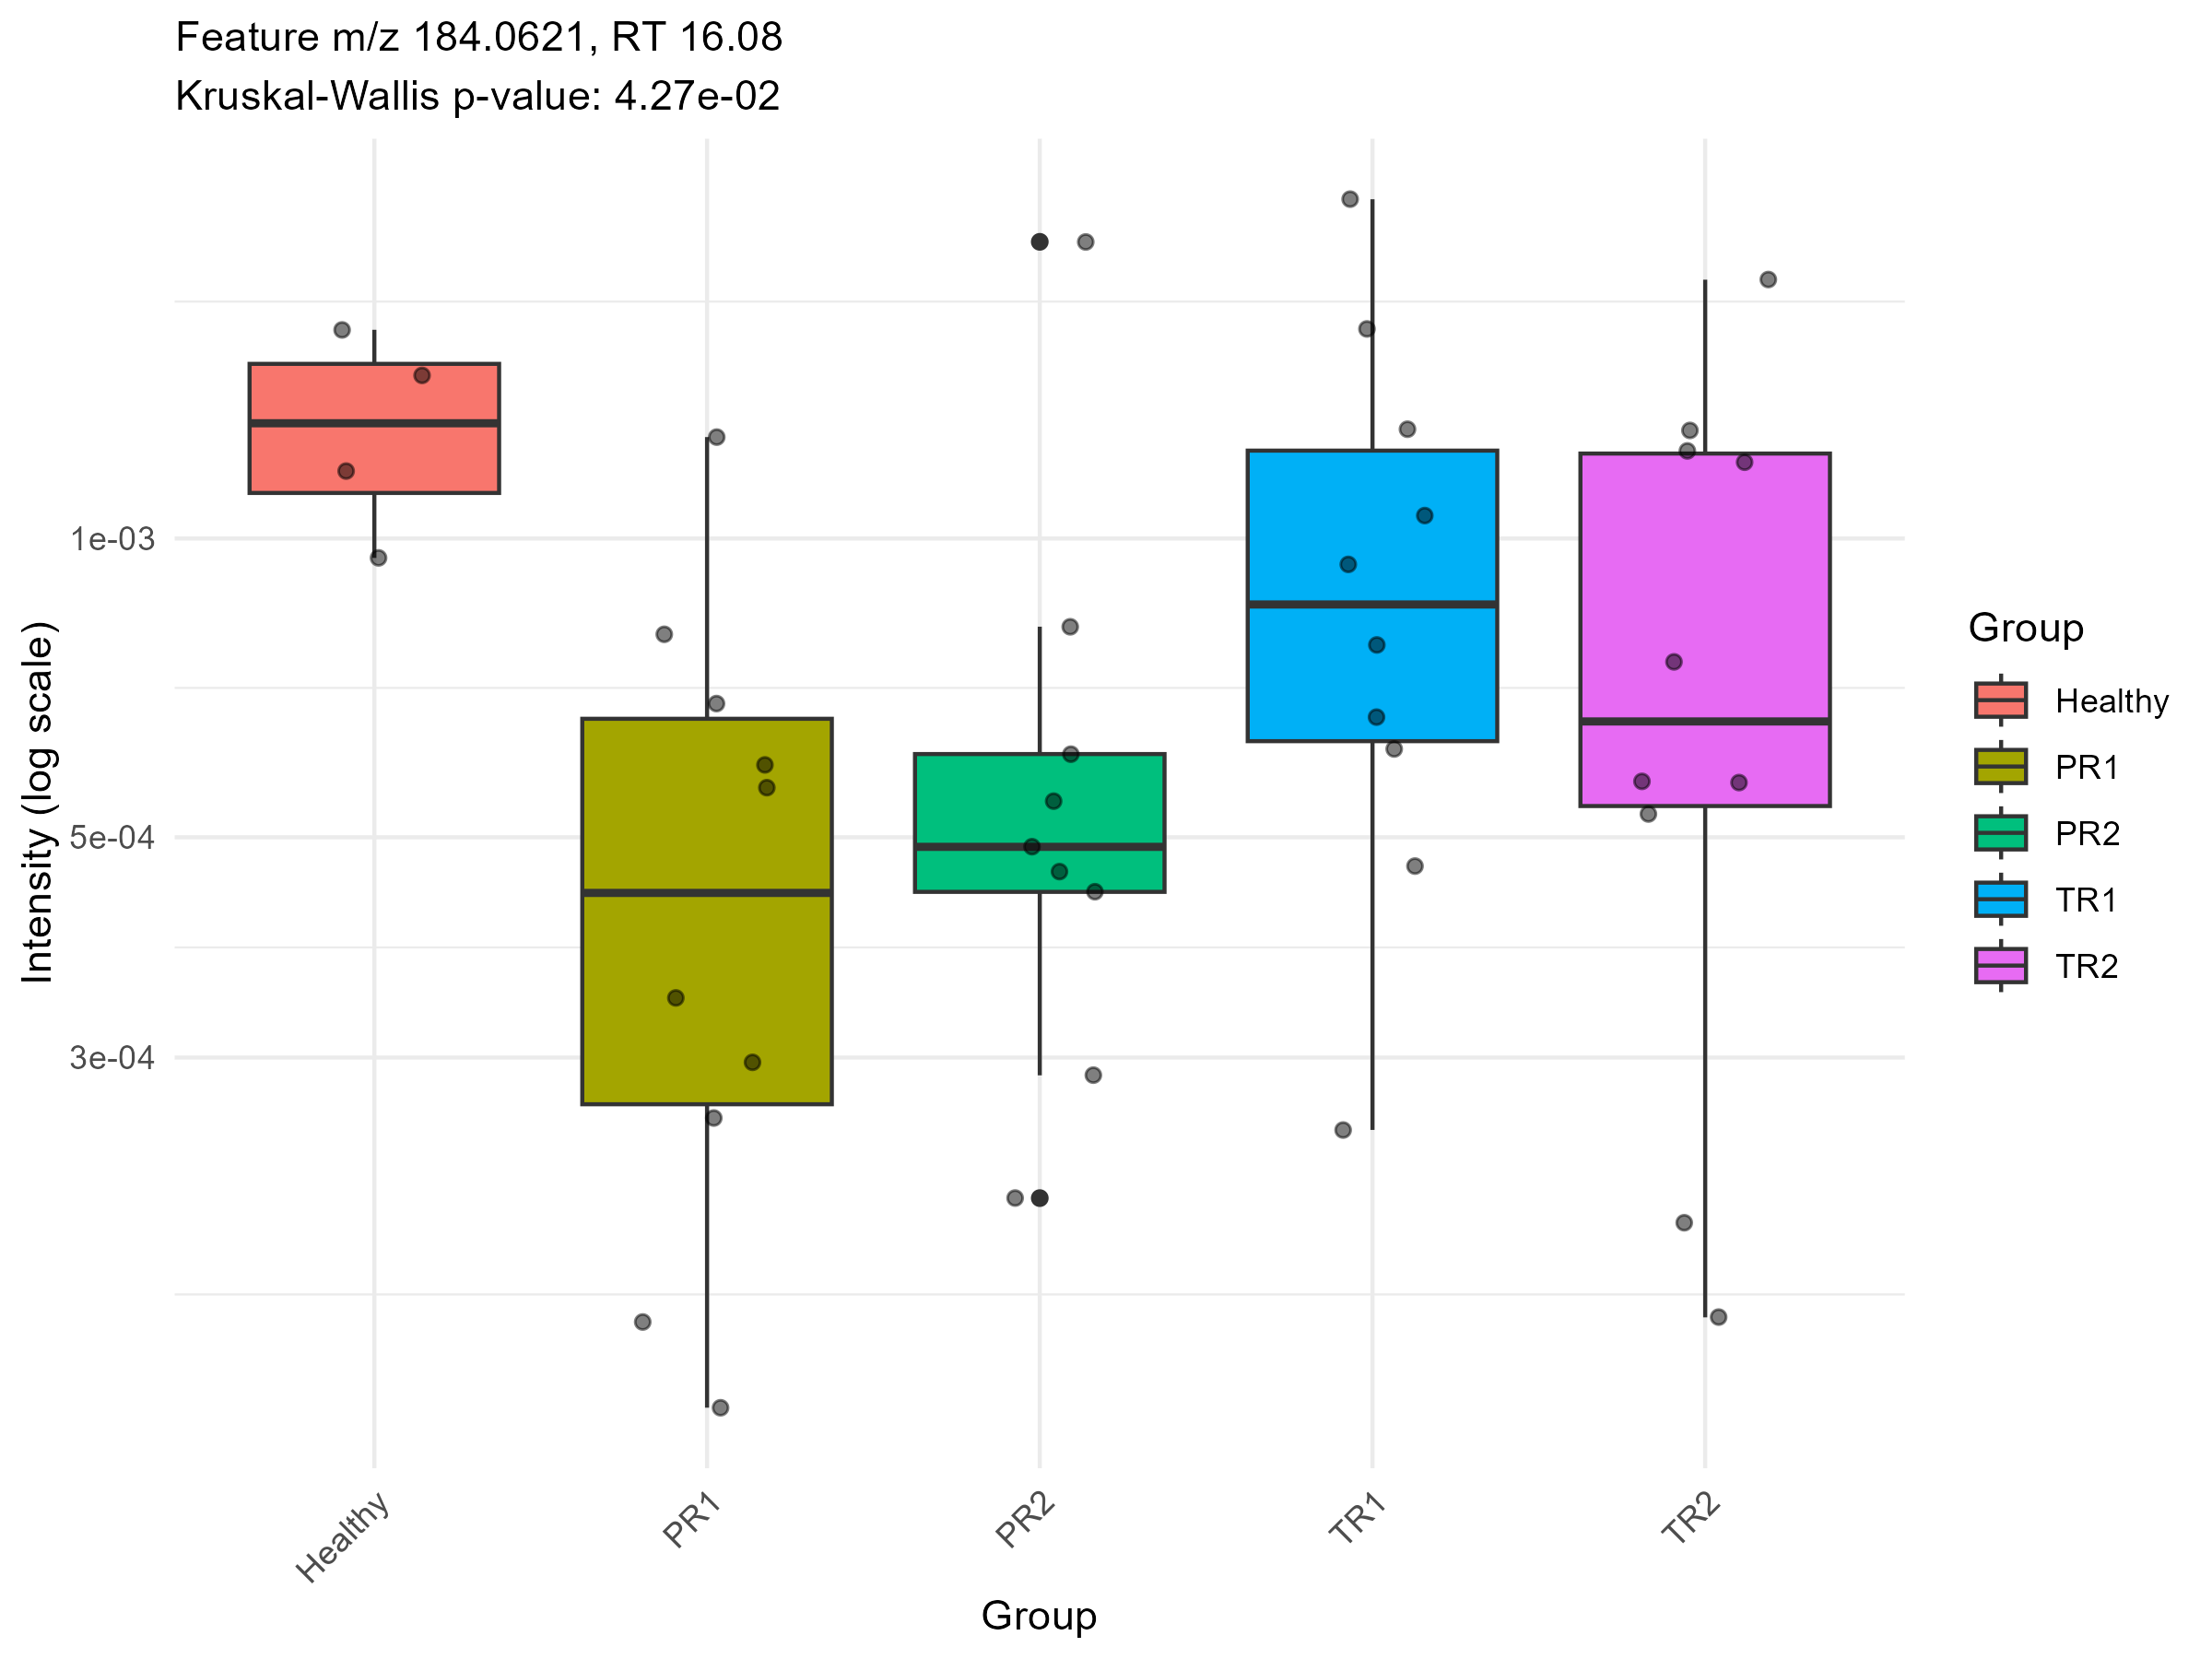 Feature m/z 184.0621, RT 16.08
Kruskal-Wallis p-value: 4.27e-02
Intensity (log scale)
1e-03
5e-04
3e-04
Healthy
PR1
PR2
TR1
TR2
Group
Group
Healthy
PR1
PR2
TR1
TR2